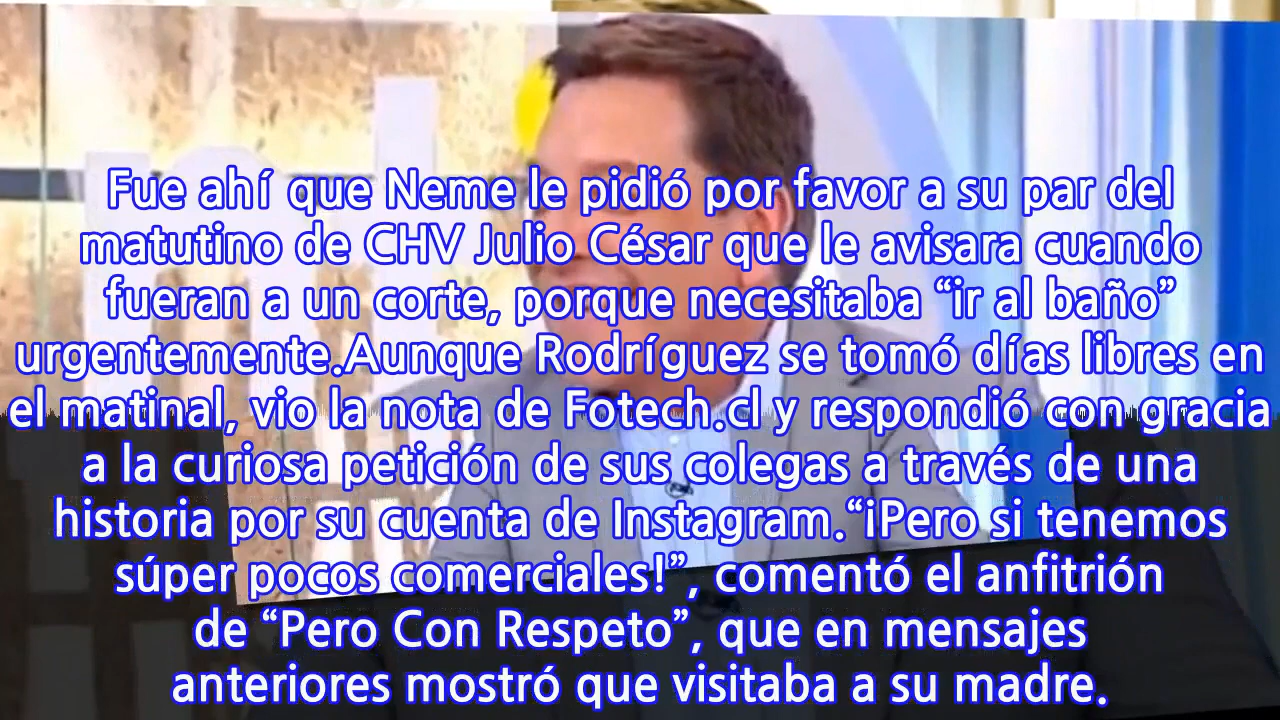 Fue ahí que Neme le pidió por favor a su par del
matutino de CHV Julio César que le avisara cuando
fueran a un corte, porque necesitaba “ir al baño”
urgentemente.Aunque Rodríguez se tomó días libres en
el matinal, vio la nota de Fotech.cl y respondió con gracia
a la curiosa petición de sus colegas a través de una
historia por su cuenta de Instagram.“¡Pero si tenemos
súper pocos comerciales!”, comentó el anfitrión
de “Pero Con Respeto”, que en mensajes
anteriores mostró que visitaba a su madre.